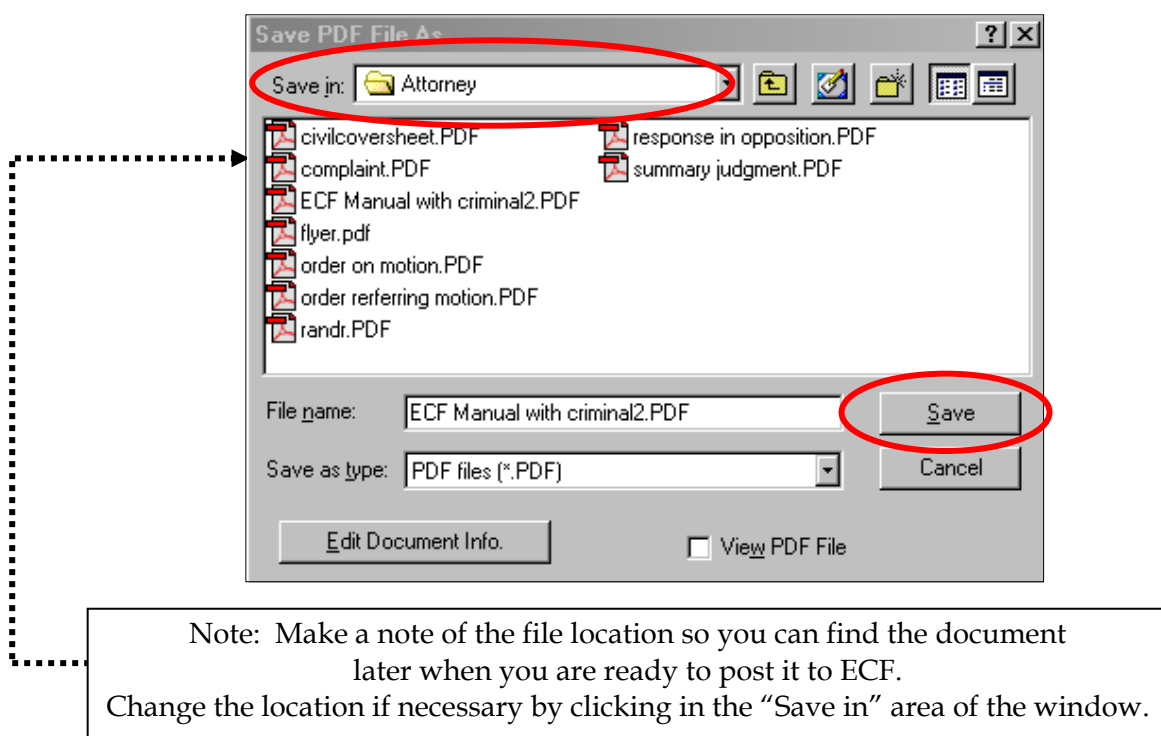 Save PDF File As
Save in: Attorney
civilcoversheet.PDF response in opposition.PDF
complaint.PDF summary judgment.PDF
ECF Manual with criminal2.PDF
flyer.pdf
order on motion.PDF
order rerferring motion.PDF
randr.PDF
File name: ECF Manual with criminal2.PDF Save
Save as type: PDF files (*.PDF) Cancel
Edit Document Info. View PDF File
Note: Make a note of the file location so you can find the document
later when you are ready to post it to ECF.
Change the location if necessary by clicking in the “Save in” area of the window.